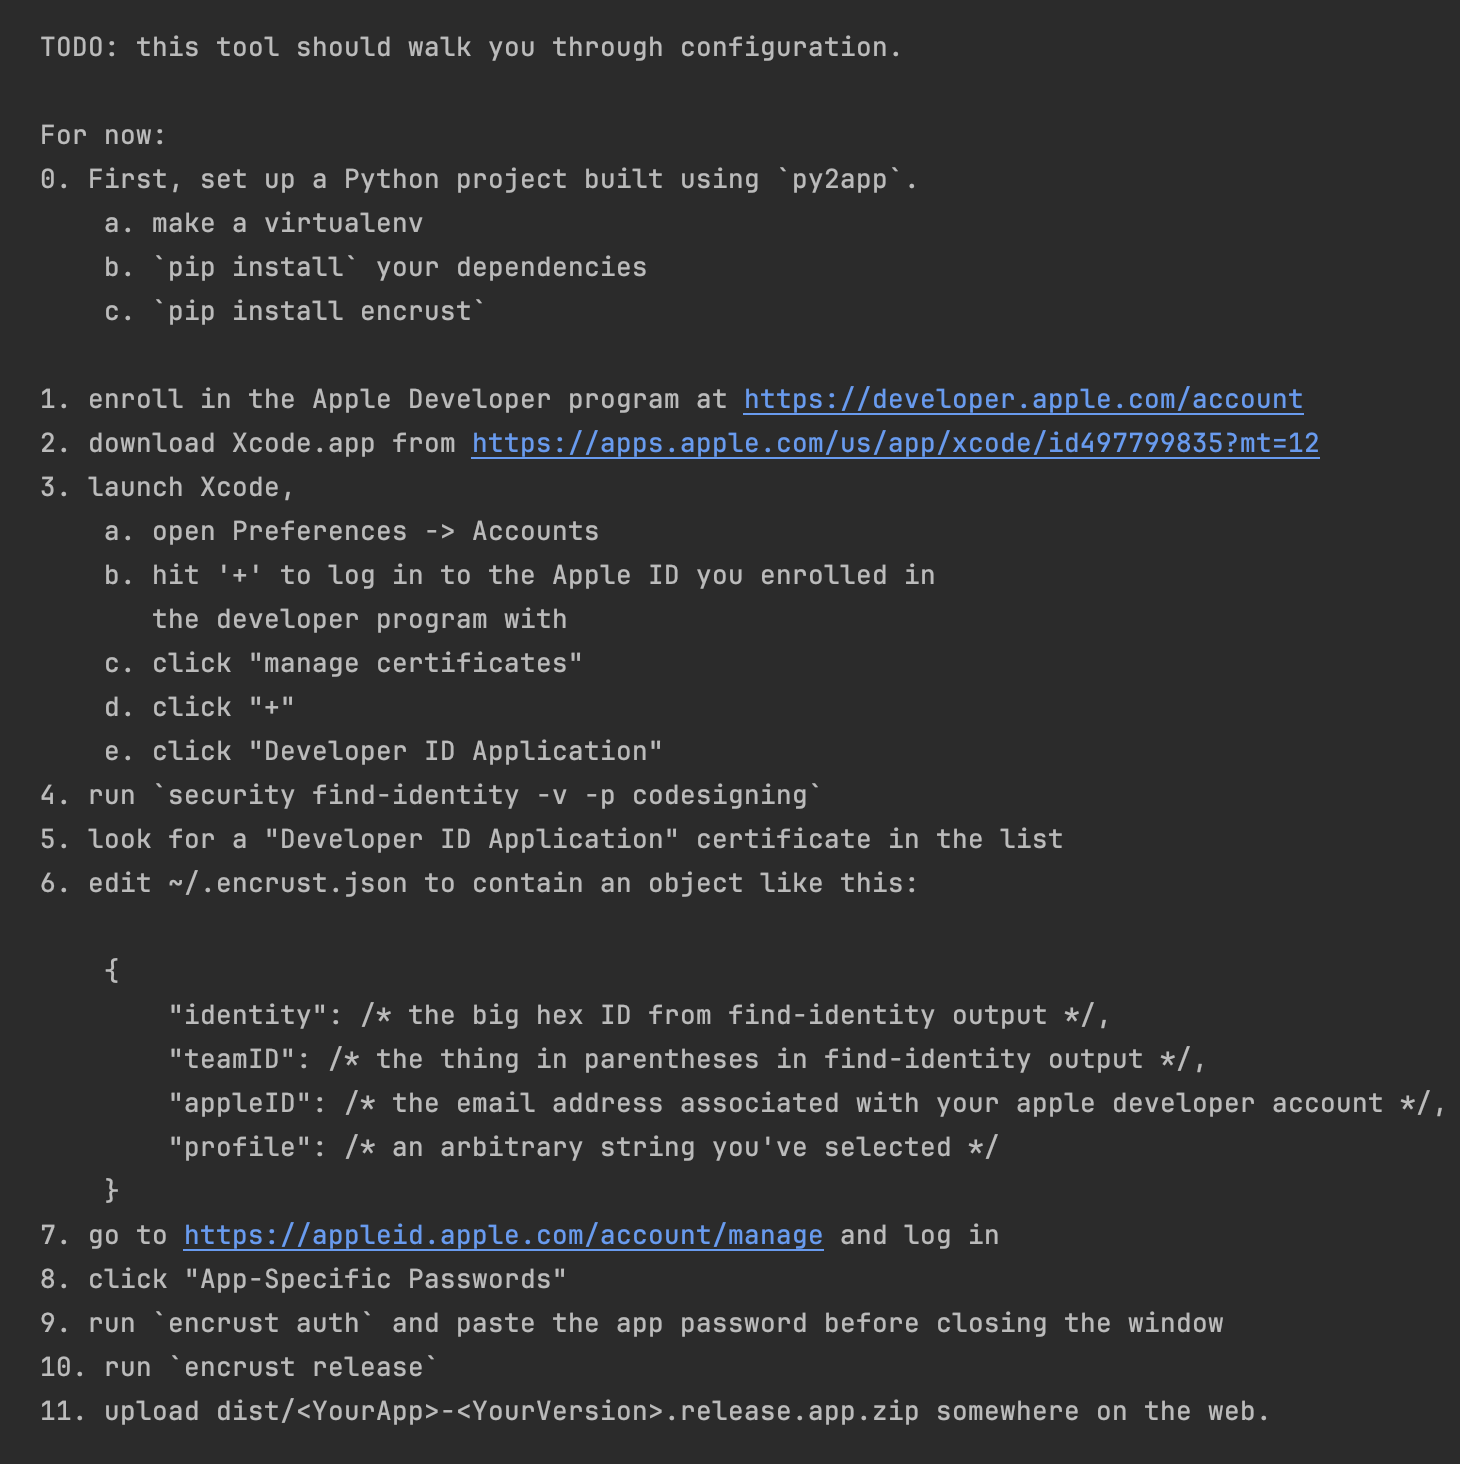 TODO: this tool should walk you through configuration.

For now:
0. First, set up a Python project built using `py2app`.
    a. make a virtualenv
    b. `pip install` your dependencies
    c. `pip install encrust`

1. enroll in the Apple Developer program at https://developer.apple.com/account
2. download Xcode.app from https://apps.apple.com/us/app/xcode/id497799835?mt=12
3. launch Xcode,
    a. open Preferences -> Accounts
    b. hit '+' to log in to the Apple ID you enrolled in
       the developer program with
    c. click "manage certificates"
    d. click "+"
    e. click "Developer ID Application"
4. run `security find-identity -v -p codesigning`
5. look for a "Developer ID Application" certificate in the list
6. edit ~/.encrust.json to contain an object like this:

    {
        "identity": /* the big hex ID from find-identity output */,
        "teamID": /* the thing in parentheses in find-identity output */,
        "appleID": /* the email address associated with your apple developer account */,
        "profile": /* an arbitrary string you've selected */
    }
7. go to https://appleid.apple.com/account/manage and log in
8. click "App-Specific Passwords"
9. run `encrust auth` and paste the app password before closing the window
10. run `encrust release`
11. upload dist/<YourApp>-<YourVersion>.release.app.zip somewhere on the web.